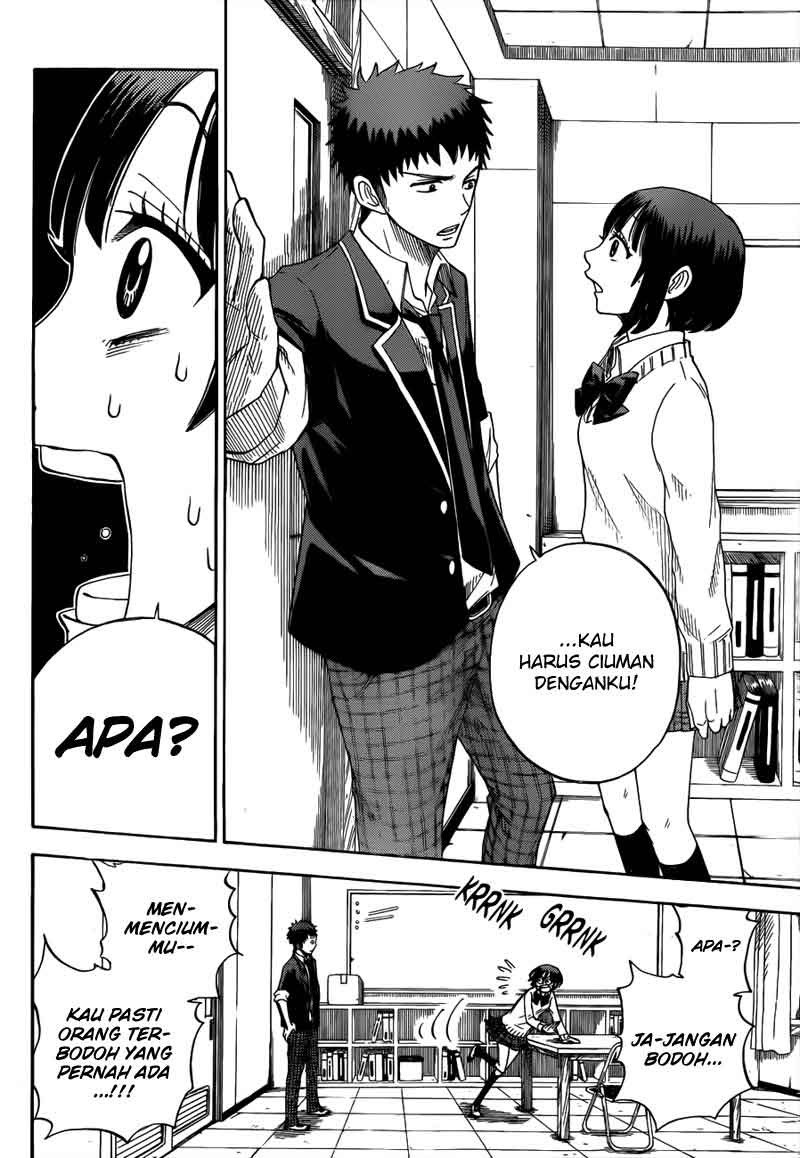 ...KAU
HARUS CIUMAN
DENGANKU!
APA?
KRRNK GRRNK
APA-?
JA-JANGAN
BODOH...
MEN-
MENCIUM-
MU--
KAU PASTI
ORANG TER-
BODOH YANG
PERNAH ADA
...!!!